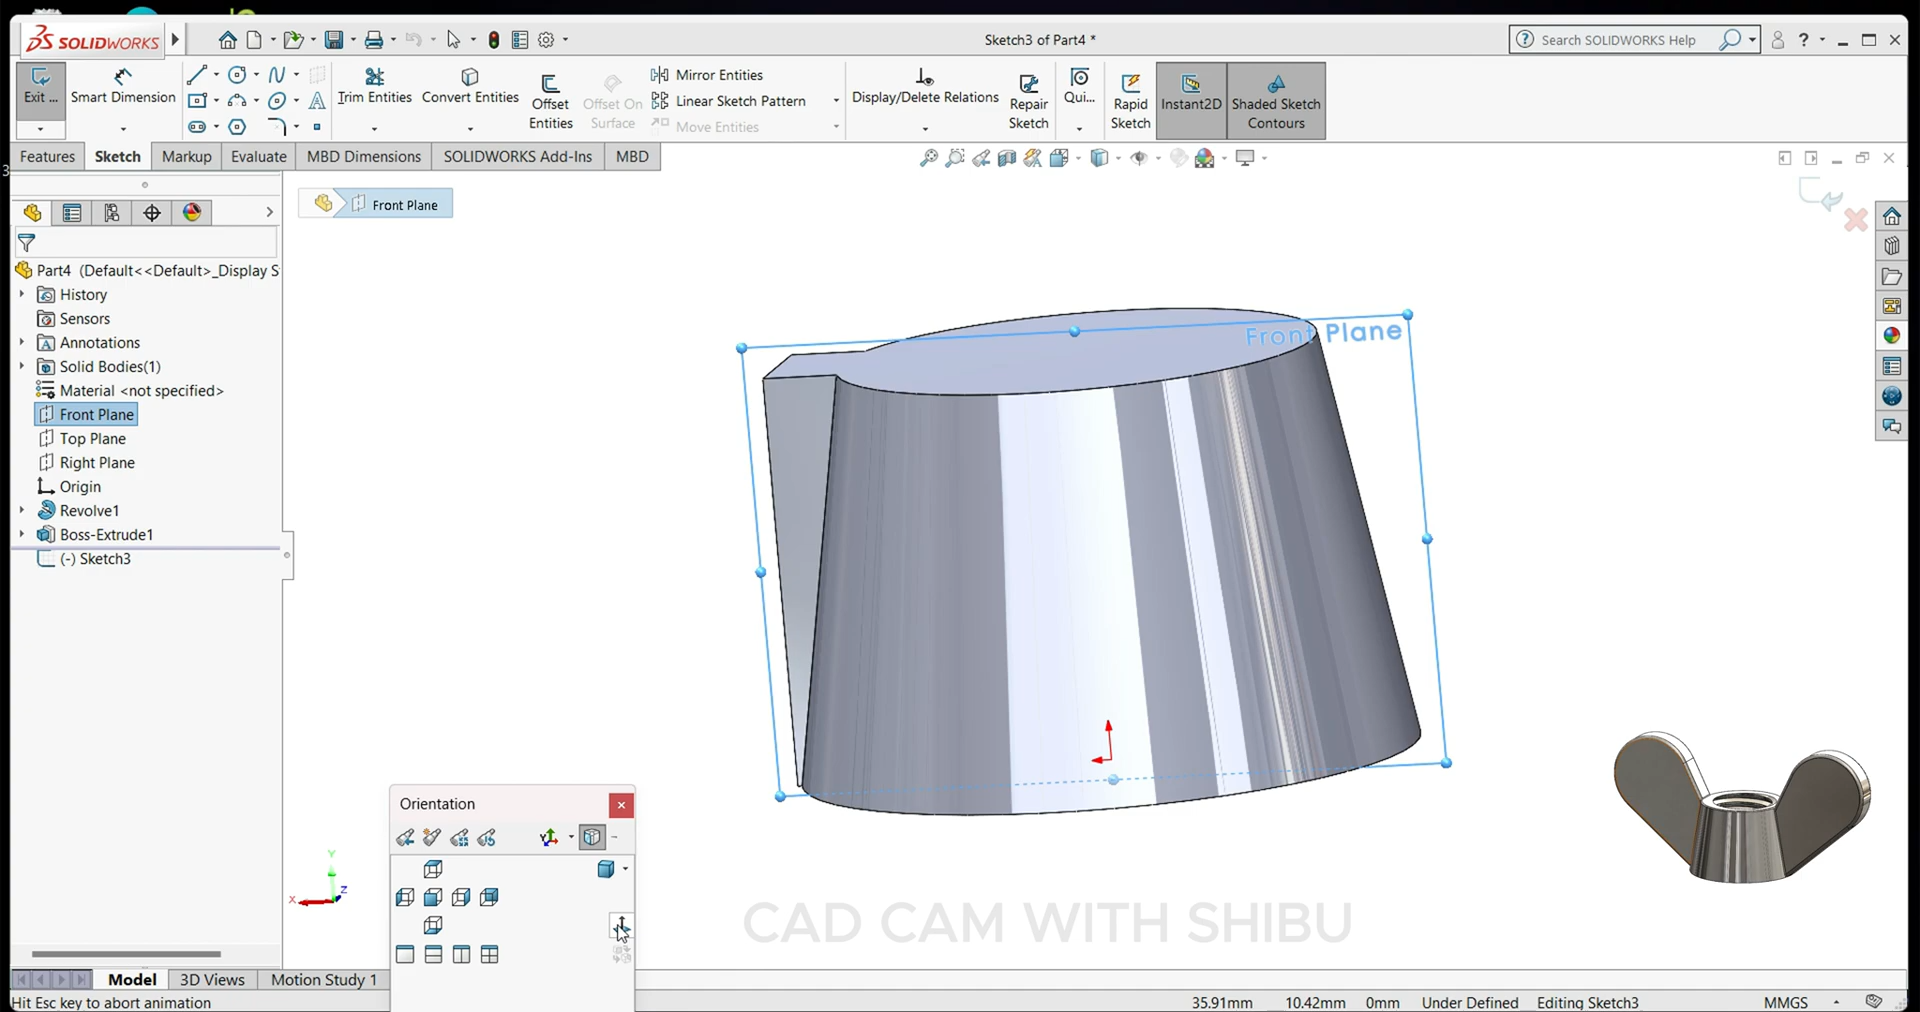 SOLIDWORKS
Sketch3 of Part4 *
Search SOLIDWORKS Help
?
Exit ...
Smart Dimension
Trim Entities
Convert Entities
Offset Entities
Offset On Surface
Mirror Entities
Linear Sketch Pattern
Move Entities
Display/Delete Relations
Repair Sketch
Qui...
Rapid Sketch
Instant2D
Shaded Sketch Contours
Features
Sketch
Markup
Evaluate
MBD Dimensions
SOLIDWORKS Add-Ins
MBD
3
Front Plane
Part4 (Default<<Default>_Display S
History
Sensors
Annotations
Solid Bodies(1)
Material <not specified>
Front Plane
Top Plane
Right Plane
Origin
Revolve1
Boss-Extrude1
(-) Sketch3
Front Plane
Orientation
Y
X
Z
CAD CAM WITH SHIBU
Model
3D Views
Motion Study 1
Hit Esc key to abort animation
35.91mm
10.42mm
0mm
Under Defined
Editing Sketch3
MMGS